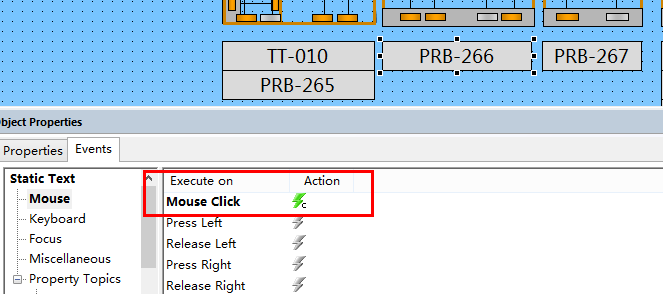 TT-010
PRB-266
PRB-267
PRB-265
bject Properties
Properties
Events
Static Text
Mouse
Keyboard
Focus
Miscellaneous
Property Topics
Execute on
Action
Mouse Click
C
Press Left
Release Left
Press Right
Release Right